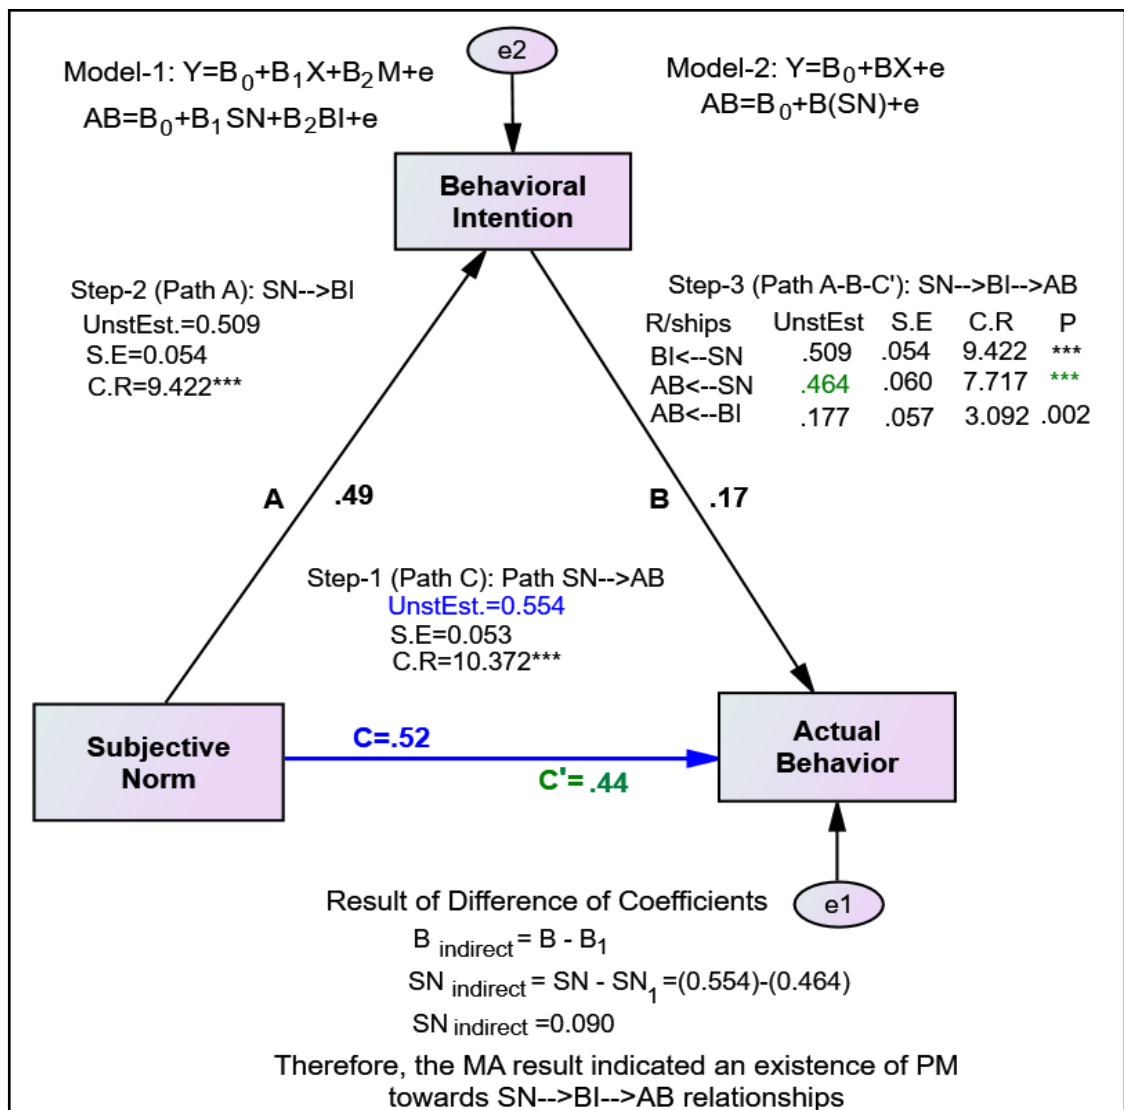 e2
Model-1: Y=B0+B1X+B2M+e
AB=B0+B1SN+B2BI+e
Model-2: Y=B0+BX+e
AB=B0+B(SN)+e
Behavioral
Intention
Step-2 (Path A): SN-->BI
UnstEst.=0.509
S.E=0.054
C.R=9.422***
Step-3 (Path A-B-C'): SN-->BI-->AB
R/ships UnstEst S.E C.R P
BI<--SN .509 .054 9.422 ***
AB<--SN .464 .060 7.717 ***
AB<--BI .177 .057 3.092 .002
A .49
B .17
Step-1 (Path C): Path SN-->AB
UnstEst.=0.554
S.E=0.053
C.R=10.372***
Subjective
Norm
C=.52
C'= .44
Actual
Behavior
e1
Result of Difference of Coefficients
B indirect = B - B1
SN indirect = SN - SN1 =(0.554)-(0.464)
SN indirect =0.090
Therefore, the MA result indicated an existence of PM
towards SN-->BI-->AB relationships